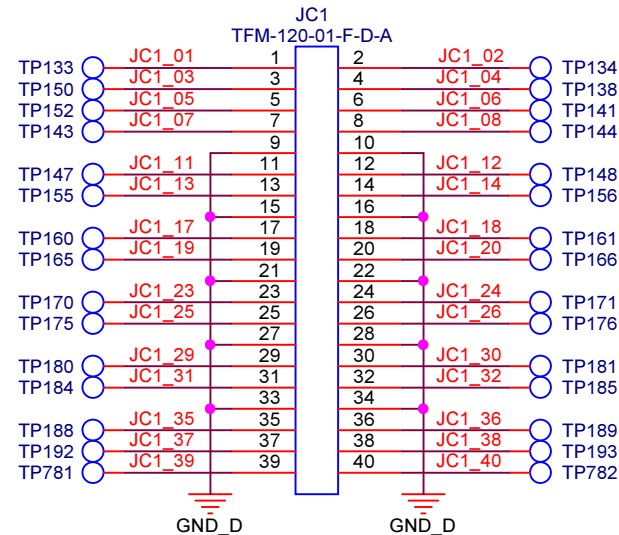 JC1
TFM-120-01-F-D-A
TP133 JC1_01 1 2 JC1_02 TP134
TP150 JC1_03 3 4 JC1_04 TP138
TP152 JC1_05 5 6 JC1_06 TP141
TP143 JC1_07 7 8 JC1_08 TP144
9 10
TP147 JC1_11 11 12 JC1_12 TP148
TP155 JC1_13 13 14 JC1_14 TP156
15 16
TP160 JC1_17 17 18 JC1_18 TP161
TP165 JC1_19 19 20 JC1_20 TP166
21 22
TP170 JC1_23 23 24 JC1_24 TP171
TP175 JC1_25 25 26 JC1_26 TP176
27 28
TP180 JC1_29 29 30 JC1_30 TP181
TP184 JC1_31 31 32 JC1_32 TP185
33 34
TP188 JC1_35 35 36 JC1_36 TP189
TP192 JC1_37 37 38 JC1_38 TP193
TP781 JC1_39 39 40 JC1_40 TP782
GND_D GND_D